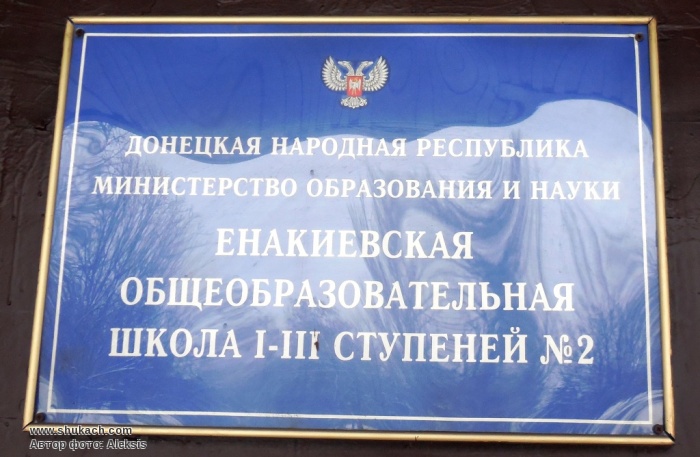 ДОНЕЦКАЯ НАРОДНАЯ РЕСПУБЛИКА
МИНИСТЕРСТВО ОБРАЗОВАНИЯ И НАУКИ
ЕНАКИЕВСКАЯ
ОБЩЕОБРАЗОВАТЕЛЬНАЯ
ШКОЛА I-III СТУПЕНЕЙ №2
www.shukach.com
Автор фото: Aleksis